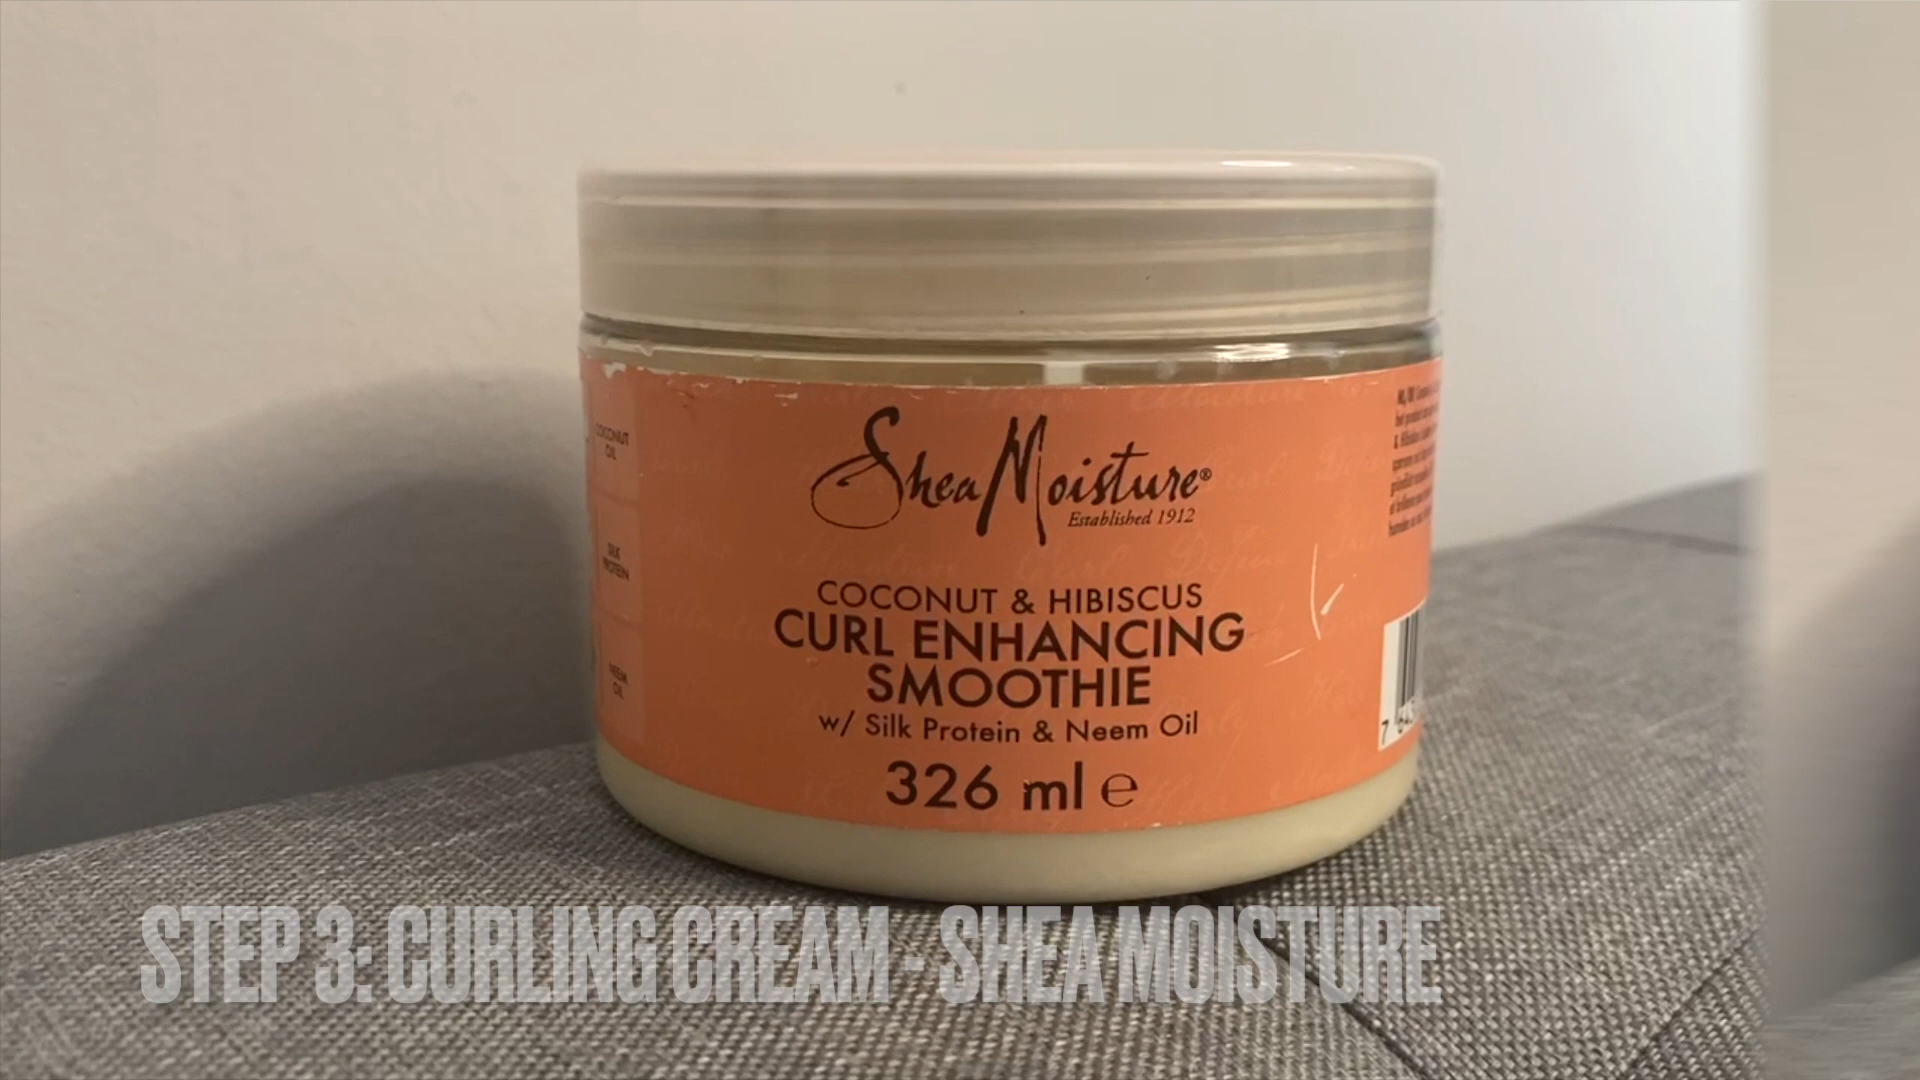 SheaMoisture®
Established 1912
COCONUT & HIBISCUS
CURL ENHANCING
SMOOTHIE
w/ Silk Protein & Neem Oil
326 ml ℮
COCONUT
OIL
SILK
PROTEIN
NEEM
OIL
STEP 3: CURLING CREAM - SHEA MOISTURE